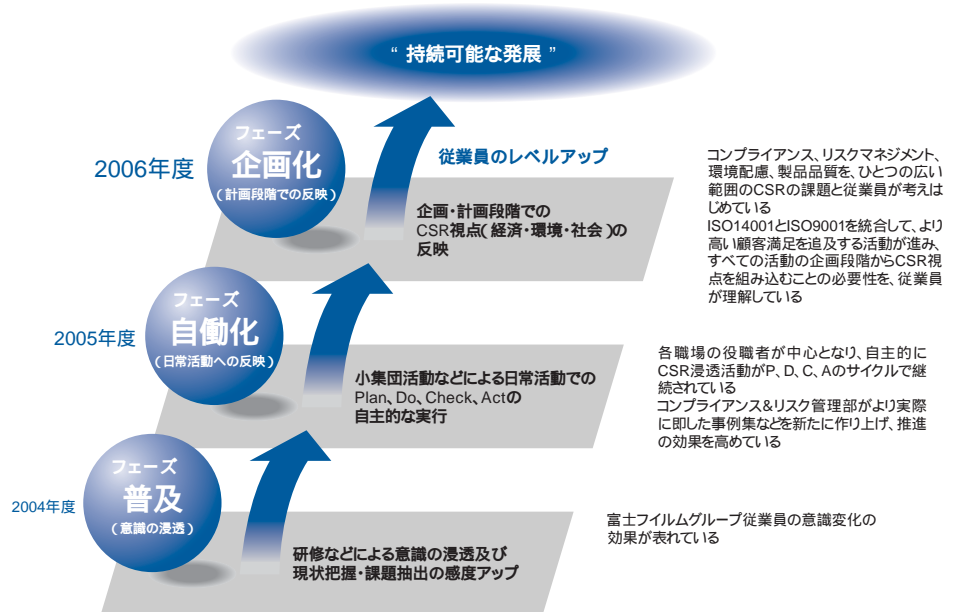 “ 持続可能な発展 ”
2006年度
フェーズ
企画化
（計画段階での反映）
従業員のレベルアップ
企画・計画段階での
CSR視点（経済・環境・社会）の
反映
コンプライアンス、リスクマネジメント、
環境配慮、製品品質を、ひとつの広い
範囲のCSRの課題と従業員が考えは
じめている
ISO14001とISO9001を統合して、より
高い顧客満足を追及する活動が進み、
すべての活動の企画段階からCSR視
点を組み込むことの必要性を、従業員
が理解している
2005年度
フェーズ
自働化
（日常活動への反映）
小集団活動などによる日常活動での
Plan、Do、Check、Actの
自主的な実行
各職場の役職者が中心となり、自主的に
CSR浸透活動がP、D、C、Aのサイクルで継
続されている
コンプライアンス&リスク管理部がより実際
に即した事例集などを新たに作り上げ、推進
の効果を高めている
2004年度
フェーズ
普及
（意識の浸透）
研修などによる意識の浸透及び
現状把握・課題抽出の感度アップ
富士フイルムグループ従業員の意識変化の
効果が表れている